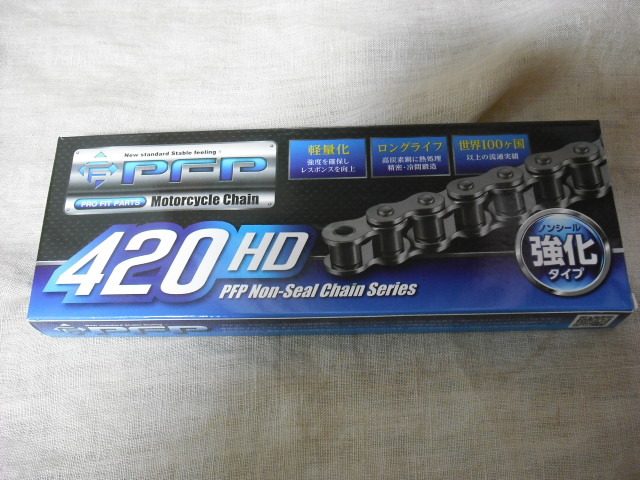 New standard Stable feeling !
PFP
PRO FIT PARTS Motorcycle Chain
軽量化
強度を確保し
レスポンスを向上
ロングライフ
高炭素鋼に熱処理
精密・冷間鍛造
世界100ヶ国
以上の流通実績
420HD
PFP Non-Seal Chain Series
ノンシール
強化
タイプ
PFP